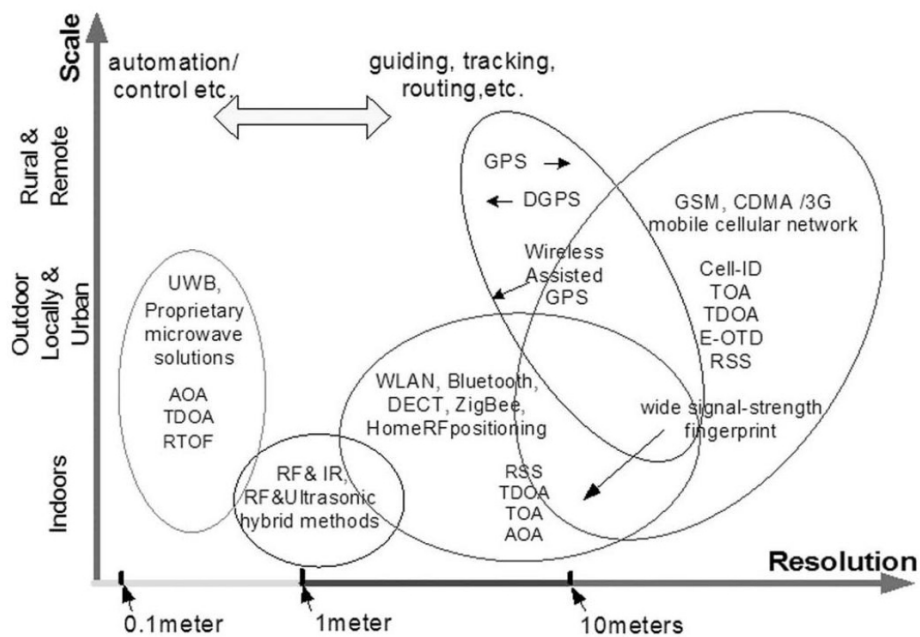 Scale
automation/
control etc.
guiding, tracking,
routing,etc.
Rural &
Remote
Outdoor
Locally &
Urban
Indoors
GPS
DGPS
Wireless
Assisted
GPS
GSM, CDMA /3G
mobile cellular network
Cell-ID
TOA
TDOA
E-OTD
RSS
UWB,
Proprietary
microwave
solutions
AOA
TDOA
RTOF
WLAN, Bluetooth,
DECT, ZigBee,
HomeRFpositioning
RSS
TDOA
TOA
AOA
wide signal-strength
fingerprint
RF& IR,
RF&Ultrasonic
hybrid methods
Resolution
0.1meter
1meter
10meters